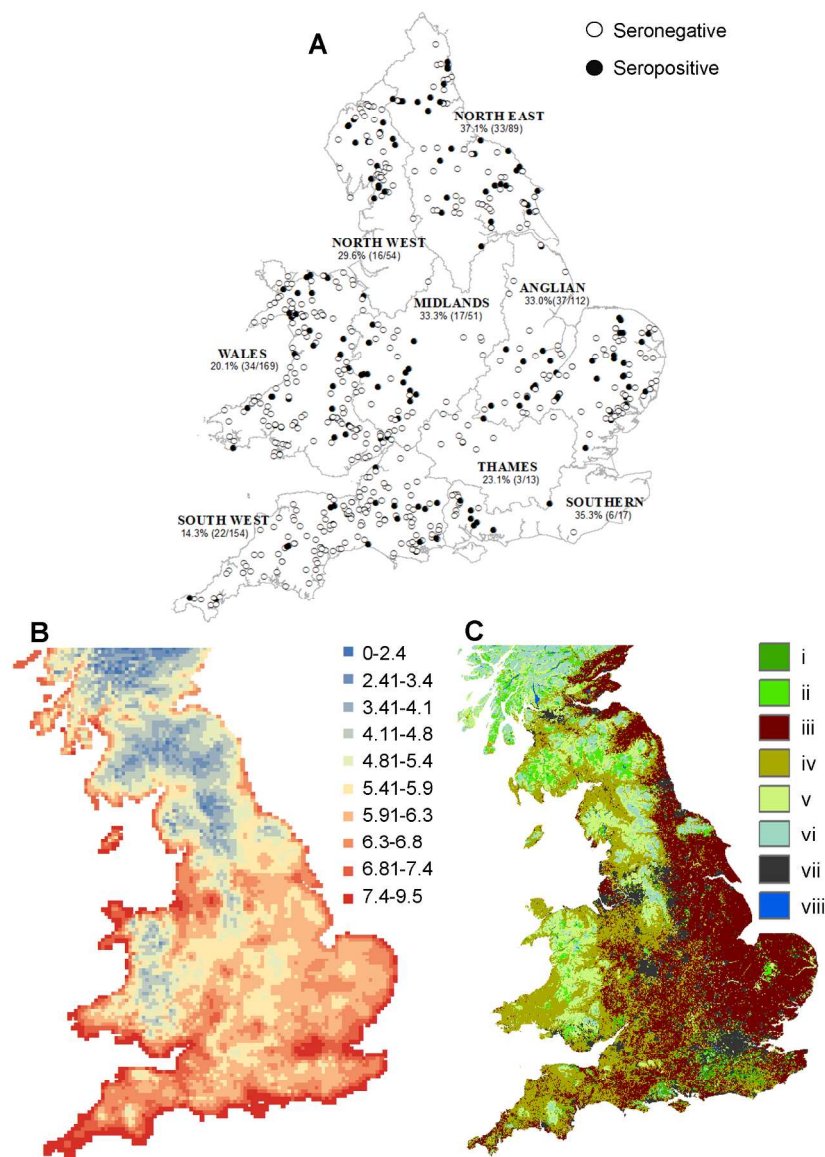 A
Seronegative
Seropositive
NORTH EAST
37.1% (33/89)
NORTH WEST
29.6% (16/54)
MIDLANDS
33.3% (17/51)
ANGLIAN
33.0%(37/112)
WALES
20.1% (34/169)
THAMES
23.1% (3/13)
SOUTHERN
35.3% (6/17)
SOUTH WEST
14.3% (22/154)
B
0-2.4
2.41-3.4
3.41-4.1
4.11-4.8
4.81-5.4
5.41-5.9
5.91-6.3
6.3-6.8
6.81-7.4
7.4-9.5
C
i
ii
iii
iv
v
vi
vii
viii